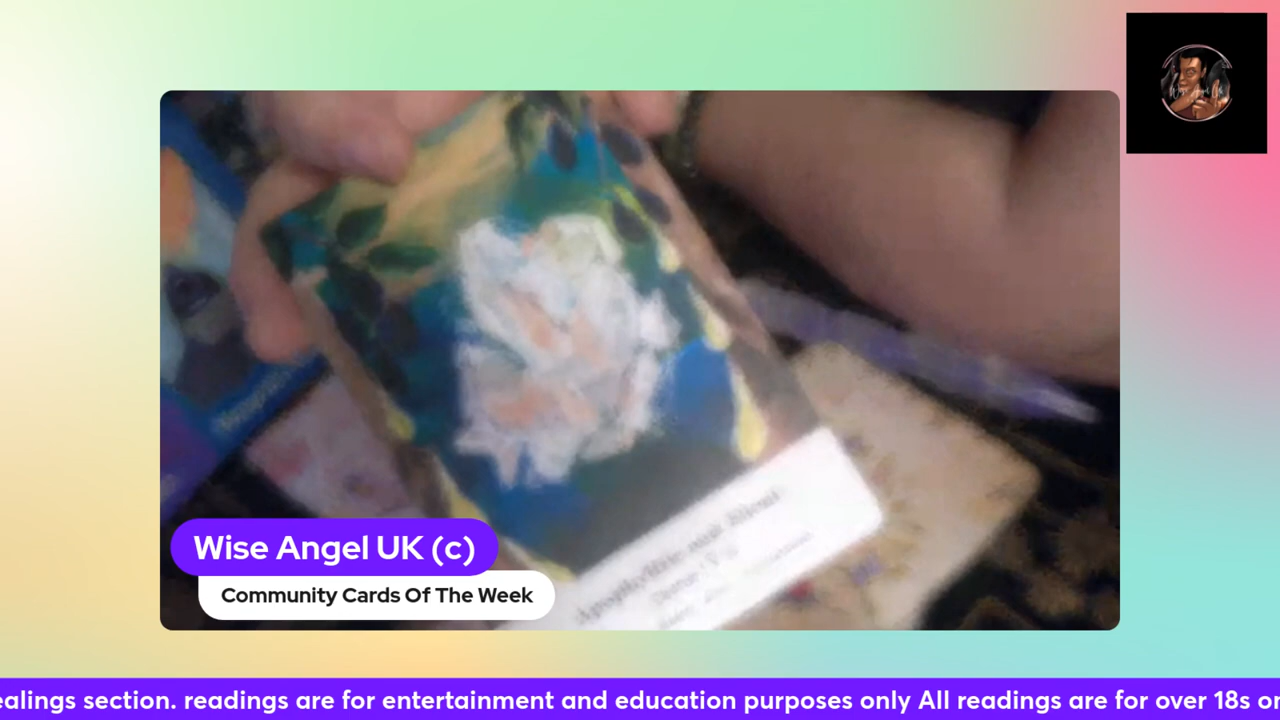 Wise Angel UK (c)
Community Cards Of The Week
ealings section. readings are for entertainment and education purposes only All readings are for over 18s or